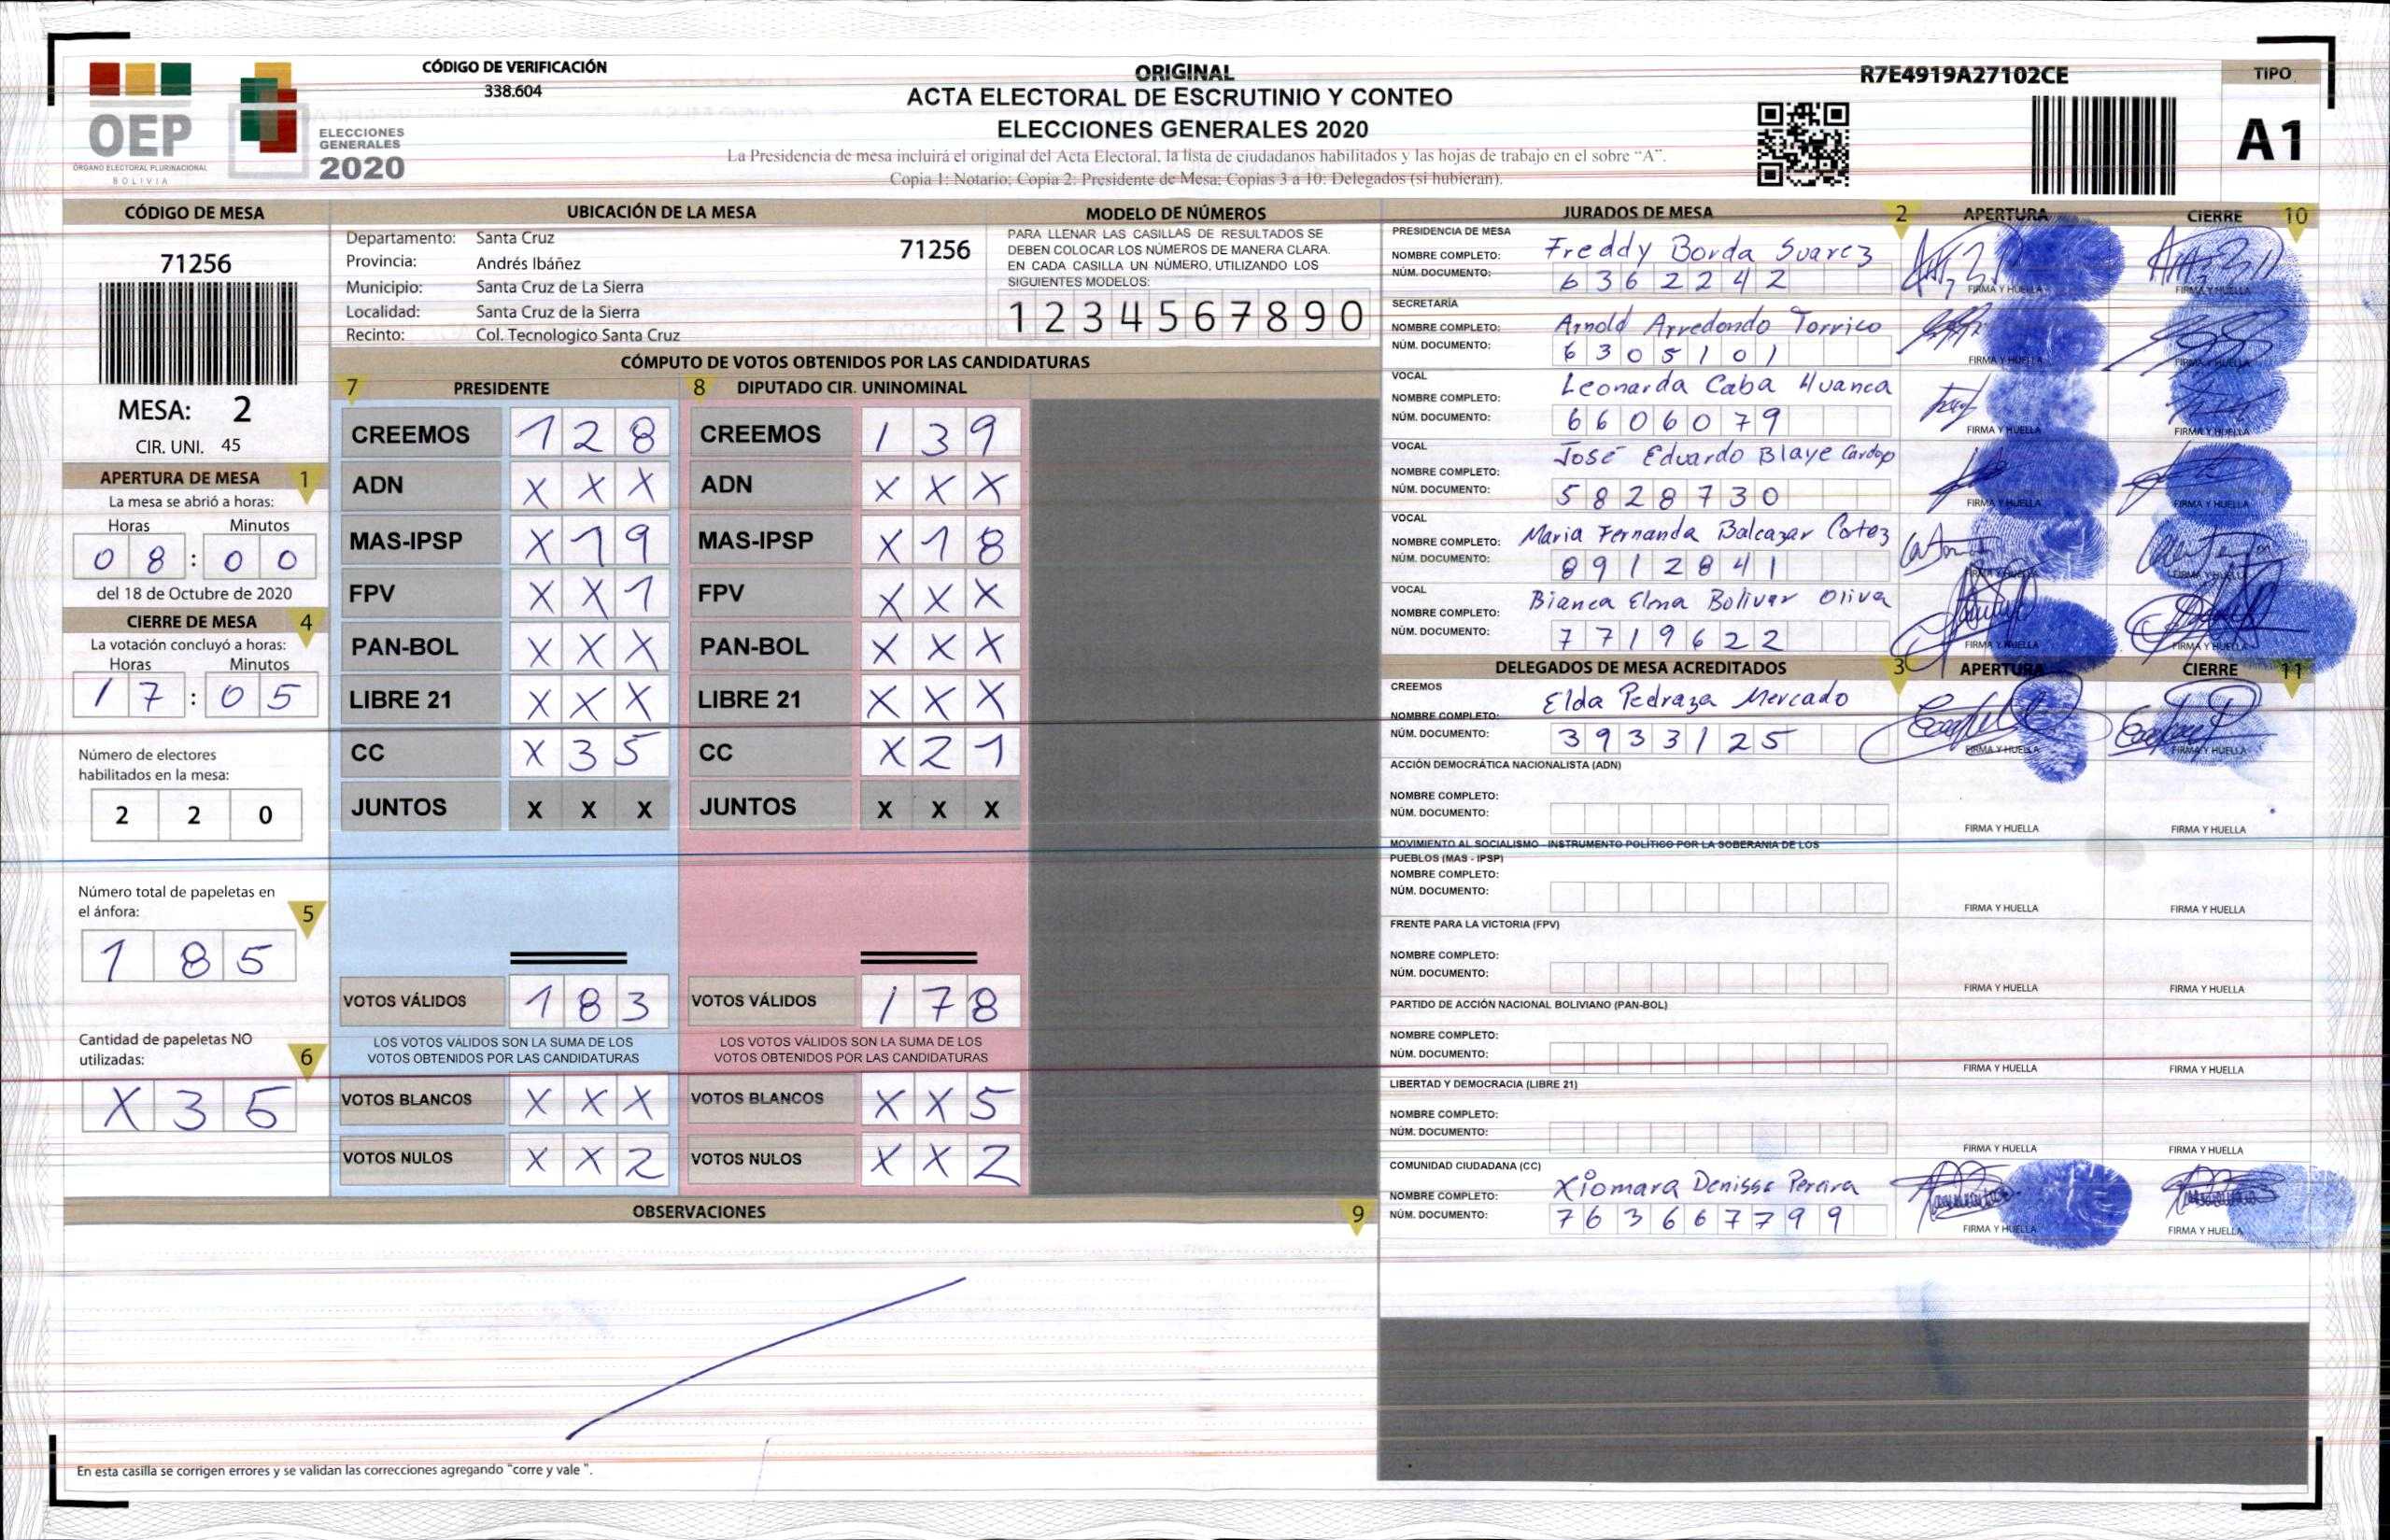 OEP
ÓRGANO ELECTORAL PLURINACIONAL
BOLIVIA
ELECCIONES
GENERALES
2020
CÓDIGO DE VERIFICACIÓN
338.604
ORIGINAL
ACTA ELECTORAL DE ESCRUTINIO Y CONTEO
ELECCIONES GENERALES 2020
La Presidencia de mesa incluirá el original del Acta Electoral, la lista de ciudadanos habilitados y las hojas de trabajo en el sobre "A".
Copia 1: Notario; Copia 2: Presidente de Mesa; Copias 3 a 10: Delegados (si hubieran).
R7E4919A27102CE
TIPO
A1
CÓDIGO DE MESA
71256
MESA: 2
CIR. UNI. 45
APERTURA DE MESA 1
La mesa se abrió a horas:
Horas Minutos
0 8 : 0 0
del 18 de Octubre de 2020
CIERRE DE MESA 4
La votación concluyó a horas:
Horas Minutos
1 7 : 0 5
Número de electores
habilitados en la mesa:
2 2 0
Número total de papeletas en
el ánfora: 5
1 8 5
Cantidad de papeletas NO
utilizadas: 6
X 3 5
UBICACIÓN DE LA MESA
Departamento: Santa Cruz
71256
Provincia: Andrés Ibáñez
Municipio: Santa Cruz de La Sierra
Localidad: Santa Cruz de la Sierra
Recinto: Col. Tecnologico Santa Cruz
MODELO DE NÚMEROS
PARA LLENAR LAS CASILLAS DE RESULTADOS SE
DEBEN COLOCAR LOS NÚMEROS DE MANERA CLARA.
EN CADA CASILLA UN NÚMERO, UTILIZANDO LOS
SIGUIENTES MODELOS:
1 2 3 4 5 6 7 8 9 0
CÓMPUTO DE VOTOS OBTENIDOS POR LAS CANDIDATURAS
7 PRESIDENTE 8 DIPUTADO CIR. UNINOMINAL
CREEMOS 1 2 8 CREEMOS 1 3 9
ADN X X X ADN X X X
MAS-IPSP X 1 9 MAS-IPSP X 1 8
FPV X X 1 FPV X X X
PAN-BOL X X X PAN-BOL X X X
LIBRE 21 X X X LIBRE 21 X X X
CC X 3 5 CC X 2 1
JUNTOS X X X JUNTOS X X X
VOTOS VÁLIDOS 1 8 3 VOTOS VÁLIDOS 1 7 8
LOS VOTOS VÁLIDOS SON LA SUMA DE LOS LOS VOTOS VÁLIDOS SON LA SUMA DE LOS
VOTOS OBTENIDOS POR LAS CANDIDATURAS VOTOS OBTENIDOS POR LAS CANDIDATURAS
VOTOS BLANCOS X X X VOTOS BLANCOS X X 5
VOTOS NULOS X X 2 VOTOS NULOS X X 2
OBSERVACIONES 9
En esta casilla se corrigen errores y se validan las correcciones agregando "corre y vale ".
JURADOS DE MESA 2 APERTURA CIERRE 10
PRESIDENCIA DE MESA
NOMBRE COMPLETO: Freddy Borda Suarez
NÚM. DOCUMENTO: 6 3 6 2 2 4 2
FIRMA Y HUELLA FIRMA Y HUELLA
SECRETARÍA
NOMBRE COMPLETO: Arnold Arredondo Torrico
NÚM. DOCUMENTO: 6 3 0 5 1 0 1
FIRMA Y HUELLA FIRMA Y HUELLA
VOCAL
NOMBRE COMPLETO: Leonarda Caba Huanca
NÚM. DOCUMENTO: 6 6 0 6 0 7 9
FIRMA Y HUELLA FIRMA Y HUELLA
VOCAL
NOMBRE COMPLETO: José Eduardo Blaye
NÚM. DOCUMENTO: 5 8 2 8 7 3 0
FIRMA Y HUELLA FIRMA Y HUELLA
VOCAL
NOMBRE COMPLETO: Maria Fernanda Balcazar Cortez
NÚM. DOCUMENTO: 8 9 1 2 8 4 1
FIRMA Y HUELLA FIRMA Y HUELLA
VOCAL
NOMBRE COMPLETO: Bianca Elma Bolivar Oliva
NÚM. DOCUMENTO: 7 7 1 9 6 2 2
FIRMA Y HUELLA FIRMA Y HUELLA
DELEGADOS DE MESA ACREDITADOS 3 APERTURA CIERRE 11
CREEMOS
NOMBRE COMPLETO: Elda Pedraza Mercado
NÚM. DOCUMENTO: 3 9 3 3 1 2 5
FIRMA Y HUELLA FIRMA Y HUELLA
ACCIÓN DEMOCRÁTICA NACIONALISTA (ADN)
NOMBRE COMPLETO:
NÚM. DOCUMENTO:
FIRMA Y HUELLA FIRMA Y HUELLA
MOVIMIENTO AL SOCIALISMO - INSTRUMENTO POLÍTICO POR LA SOBERANIA DE LOS
PUEBLOS (MAS - IPSP)
NOMBRE COMPLETO:
NÚM. DOCUMENTO:
FIRMA Y HUELLA FIRMA Y HUELLA
FRENTE PARA LA VICTORIA (FPV)
NOMBRE COMPLETO:
NÚM. DOCUMENTO:
FIRMA Y HUELLA FIRMA Y HUELLA
PARTIDO DE ACCIÓN NACIONAL BOLIVIANO (PAN-BOL)
NOMBRE COMPLETO:
NÚM. DOCUMENTO:
FIRMA Y HUELLA FIRMA Y HUELLA
LIBERTAD Y DEMOCRACIA (LIBRE 21)
NOMBRE COMPLETO:
NÚM. DOCUMENTO:
FIRMA Y HUELLA FIRMA Y HUELLA
COMUNIDAD CIUDADANA (CC)
NOMBRE COMPLETO: Xiomara Denisse Pereira
NÚM. DOCUMENTO: 7 6 3 6 6 7 7 9 9
FIRMA Y HUELLA FIRMA Y HUELLA